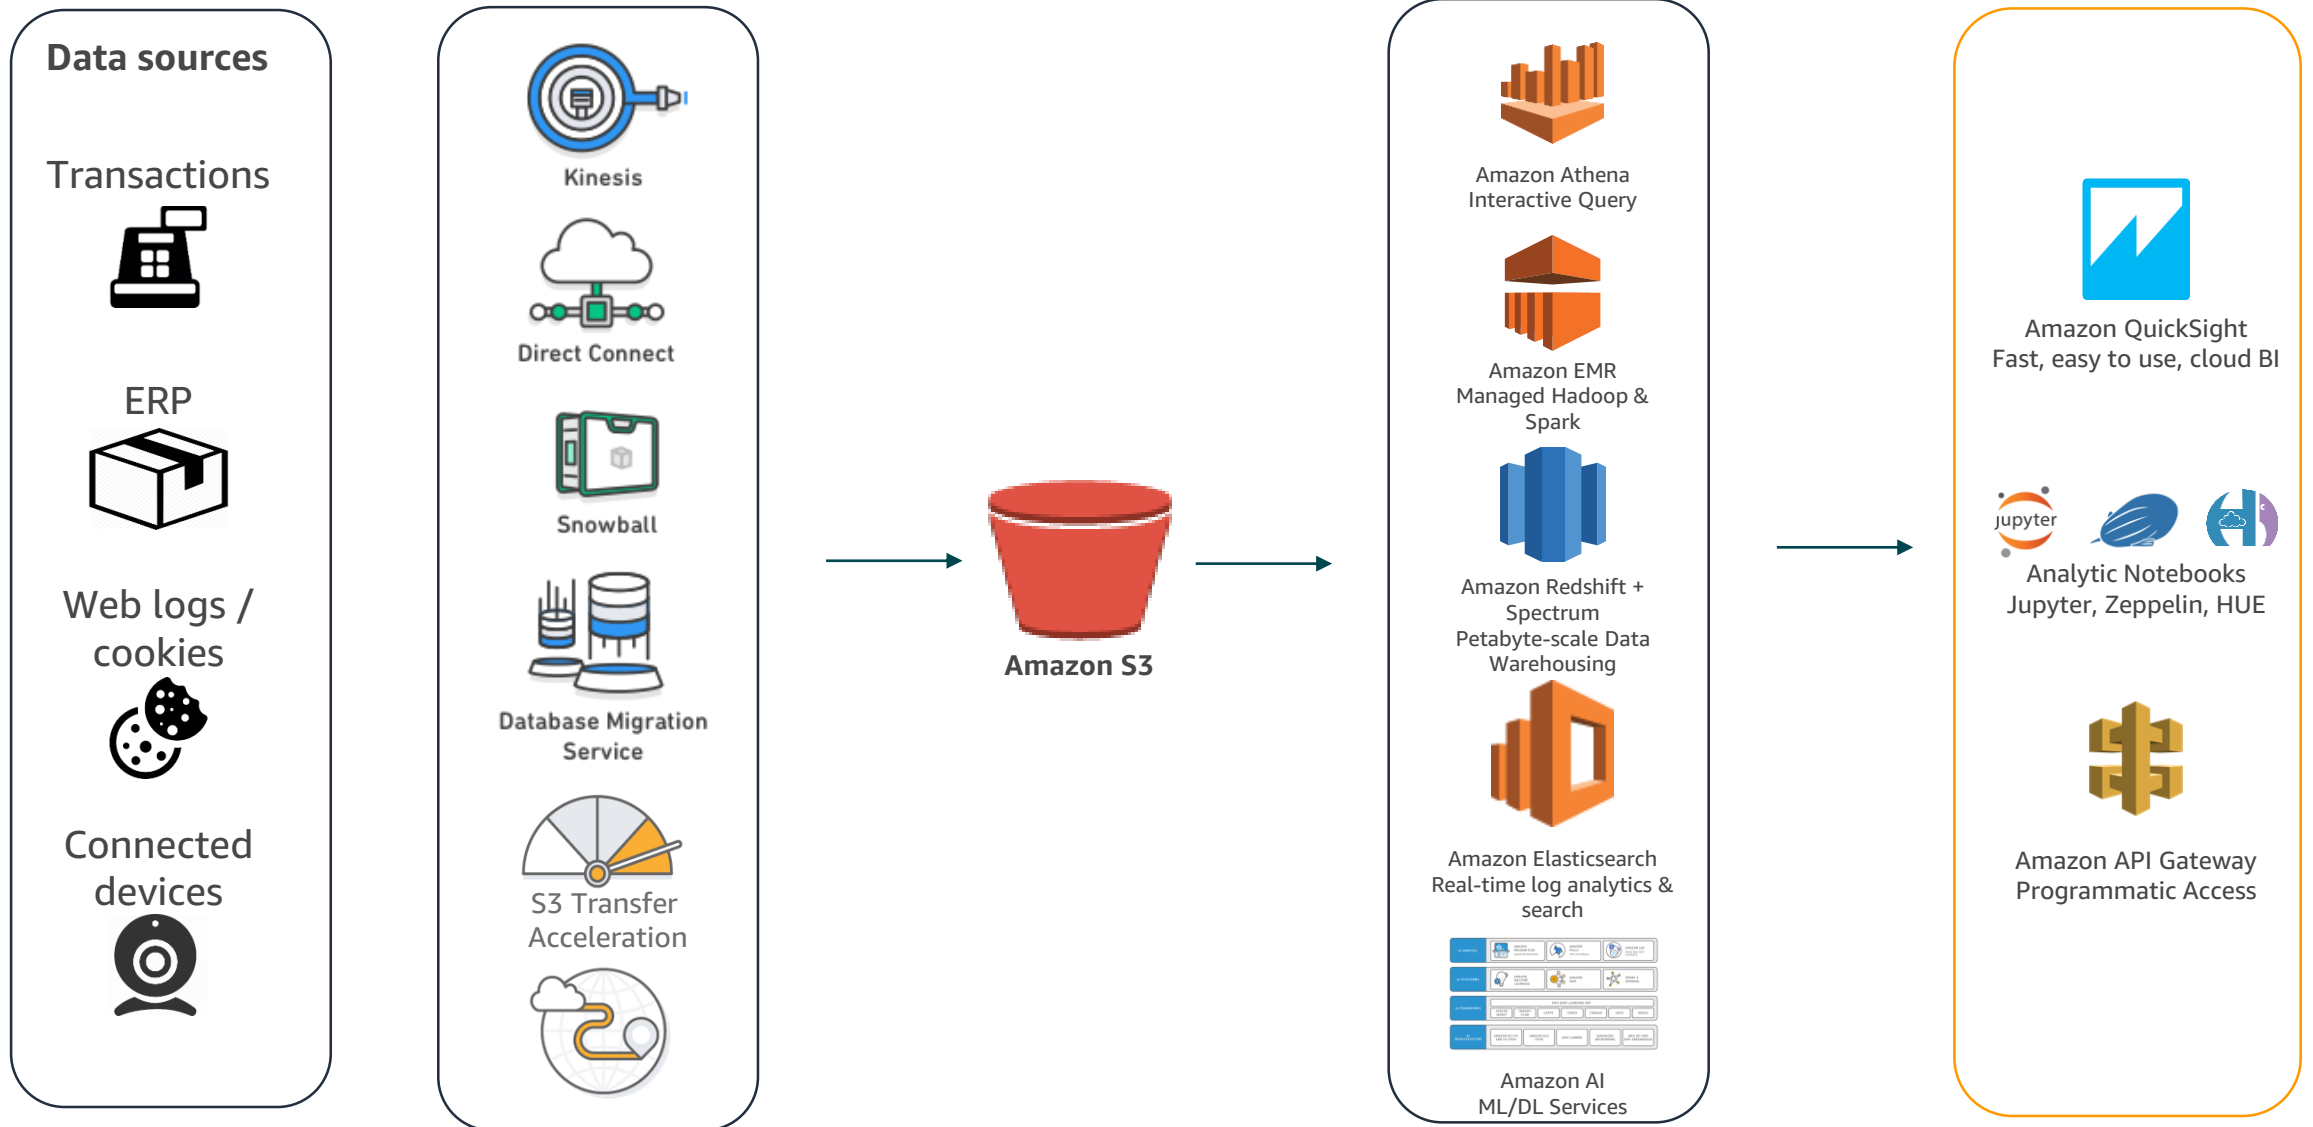 Data sources
Transactions
ERP
Web logs /
cookies
Connected
devices
Kinesis
Direct Connect
Snowball
Database Migration
Service
S3 Transfer
Acceleration
Amazon S3
Amazon Athena
Interactive Query
Amazon EMR
Managed Hadoop &
Spark
Amazon Redshift +
Spectrum
Petabyte-scale Data
Warehousing
Amazon Elasticsearch
Real-time log analytics &
search
Amazon AI
ML/DL Services
Amazon QuickSight
Fast, easy to use, cloud BI
jupyter
Analytic Notebooks
Jupyter, Zeppelin, HUE
Amazon API Gateway
Programmatic Access